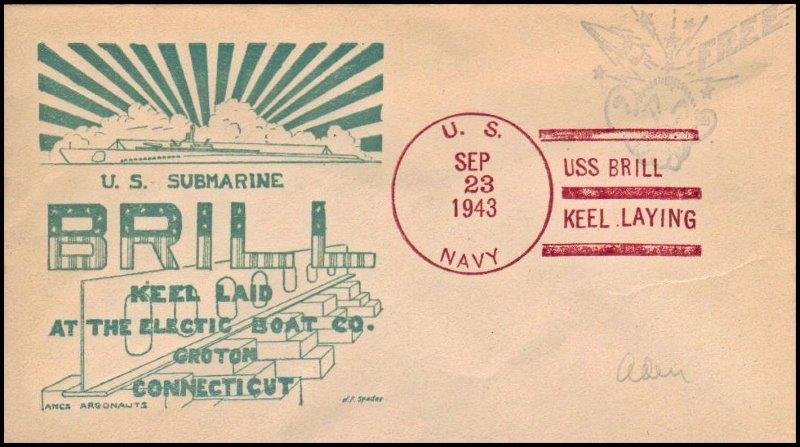 FREE
U. S. SUBMARINE
BRILL
KEEL LAID
AT THE ELECTIC BOAT CO.
GROTON
CONNECTICUT
ANCS ARGONAUTS
U. S.
SEP
23
1943
NAVY
USS BRILL
KEEL LAYING